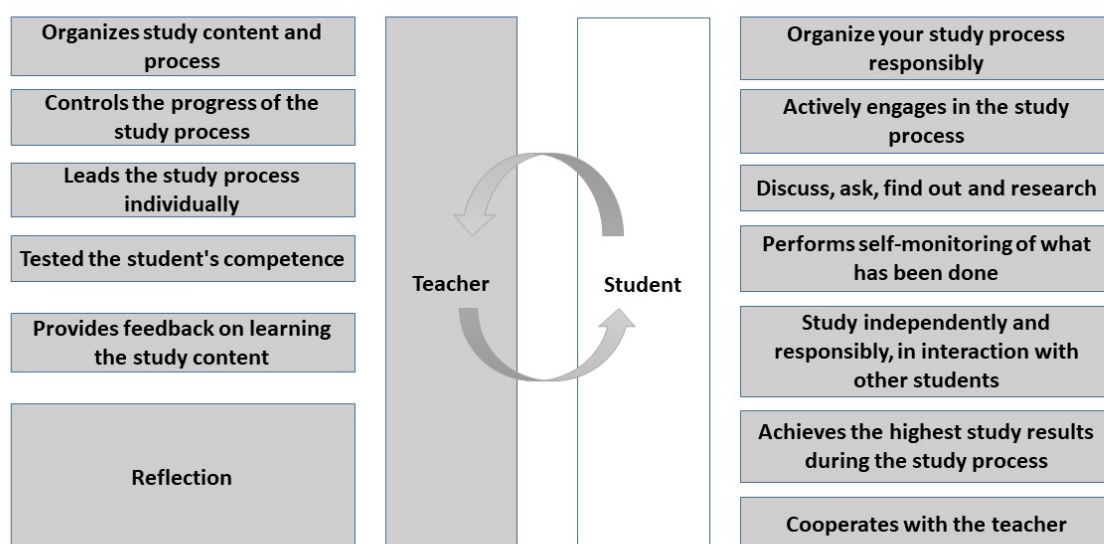 Organizes study content and
process
Controls the progress of the
study process
Leads the study process
individually
Tested the student's competence
Provides feedback on learning
the study content
Reflection
Teacher
Student
Organize your study process
responsibly
Actively engages in the study
process
Discuss, ask, find out and research
Performs self-monitoring of what
has been done
Study independently and
responsibly, in interaction with
other students
Achieves the highest study results
during the study process
Cooperates with the teacher